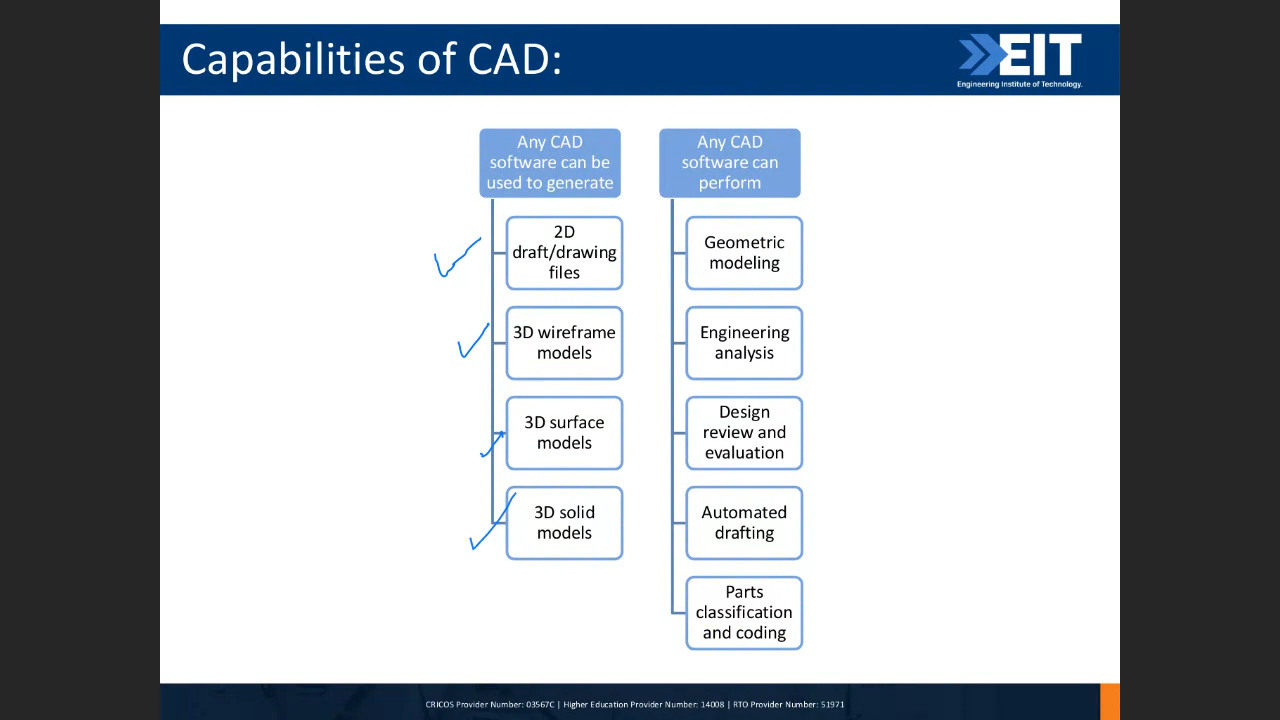 Capabilities of CAD:
EIT
Engineering Institute of Technology.
Any CAD
software can be
used to generate
2D
draft/drawing
files
3D wireframe
models
3D surface
models
3D solid
models
Any CAD
software can
perform
Geometric
modeling
Engineering
analysis
Design
review and
evaluation
Automated
drafting
Parts
classification
and coding
CRICOS Provider Number: 03567C | Higher Education Provider Number: 14008 | RTO Provider Number: 51971